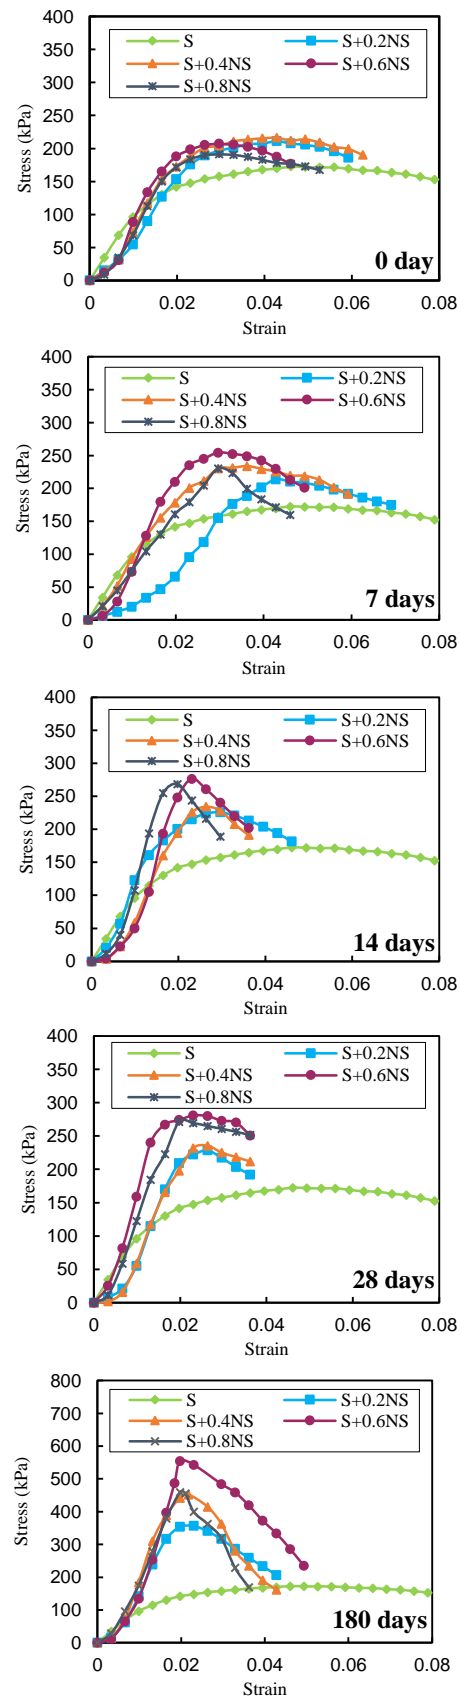 400
350
300
250
200
150
100
50
0
Stress (kPa)
S S+0.2NS
S+0.4NS S+0.6NS
S+0.8NS
0 day
0 0.02 0.04 0.06 0.08
Strain
400
350
300
250
200
150
100
50
0
Stress (kPa)
S S+0.2NS
S+0.4NS S+0.6NS
S+0.8NS
7 days
0 0.02 0.04 0.06 0.08
Strain
400
350
300
250
200
150
100
50
0
Stress (kPa)
S S+0.2NS
S+0.4NS S+0.6NS
S+0.8NS
14 days
0 0.02 0.04 0.06 0.08
Strain
400
350
300
250
200
150
100
50
0
Stress (kPa)
S S+0.2NS
S+0.4NS S+0.6NS
S+0.8NS
28 days
0 0.02 0.04 0.06 0.08
Strain
800
700
600
500
400
300
200
100
0
Stress (kPa)
S S+0.2NS
S+0.4NS S+0.6NS
S+0.8NS
180 days
0 0.02 0.04 0.06 0.08
Strain